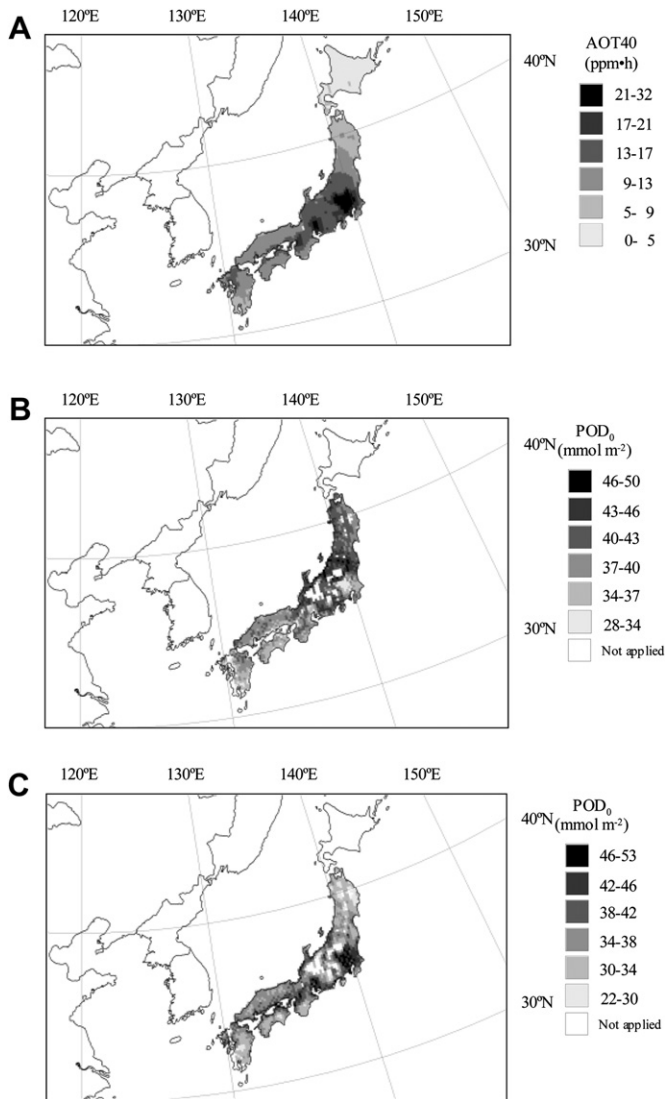 A
120ºE 130ºE 140ºE 150ºE
40ºN
30ºN
AOT40
(ppm•h)
21-32
17-21
13-17
9-13
5- 9
0- 5
B
120ºE 130ºE 140ºE 150ºE
40ºN
30ºN
POD₀
(mmol m⁻²)
46-50
43-46
40-43
37-40
34-37
28-34
Not applied
C
120ºE 130ºE 140ºE 150ºE
40ºN
30ºN
POD₀
(mmol m⁻²)
46-53
42-46
38-42
34-38
30-34
22-30
Not applied